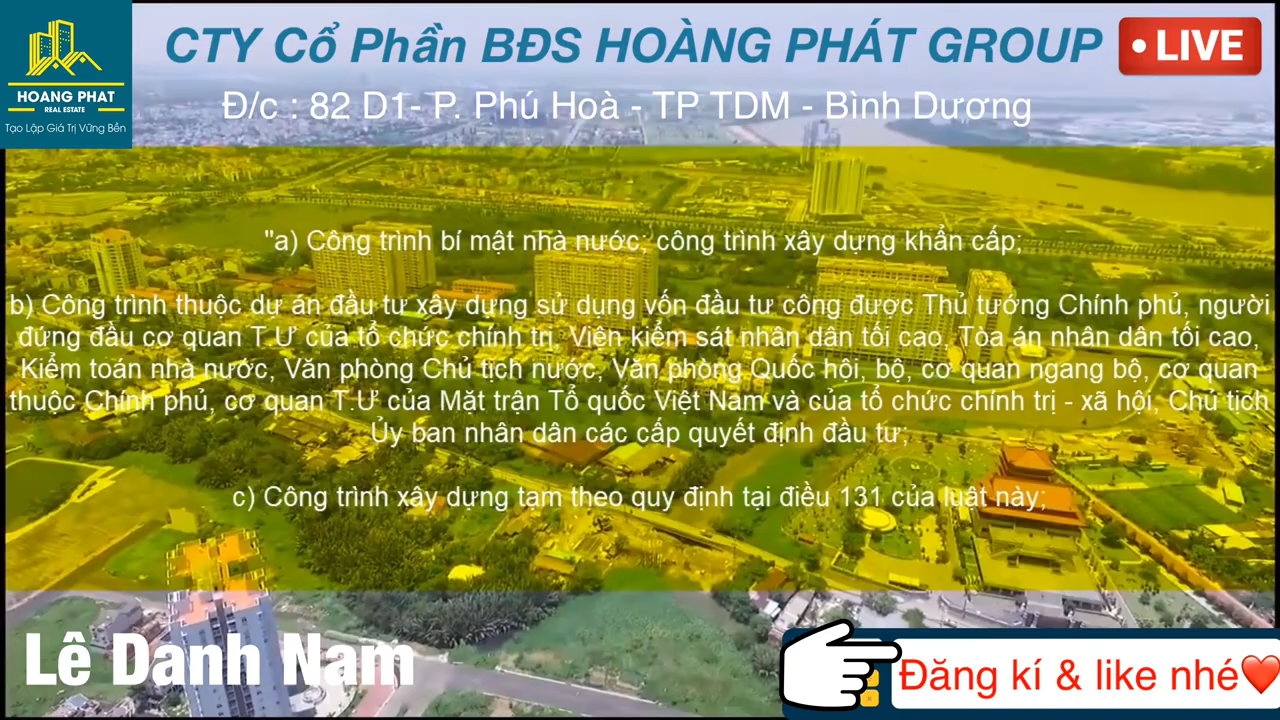 HOANG PHAT
REAL ESTATE
Tạo Lập Giá Trị Vững Bền
CTY Cổ Phần BĐS HOÀNG PHÁT GROUP
• LIVE
Đ/c : 82 D1- P. Phú Hoà - TP TDM - Bình Dương
"a) Công trình bí mật nhà nước; công trình xây dựng khẩn cấp;
b) Công trình thuộc dự án đầu tư xây dựng sử dụng vốn đầu tư công được Thủ tướng Chính phủ, người
đứng đầu cơ quan T.Ư của tổ chức chính trị, Viện kiểm sát nhân dân tối cao, Tòa án nhân dân tối cao,
Kiểm toán nhà nước, Văn phòng Chủ tịch nước, Văn phòng Quốc hội, bộ, cơ quan ngang bộ, cơ quan
thuộc Chính phủ, cơ quan T.Ư của Mặt trận Tổ quốc Việt Nam và của tổ chức chính trị - xã hội, Chủ tịch
Ủy ban nhân dân các cấp quyết định đầu tư;
c) Công trình xây dựng tạm theo quy định tại điều 131 của luật này;
Lê Danh Nam
Đăng kí & like nhé❤️